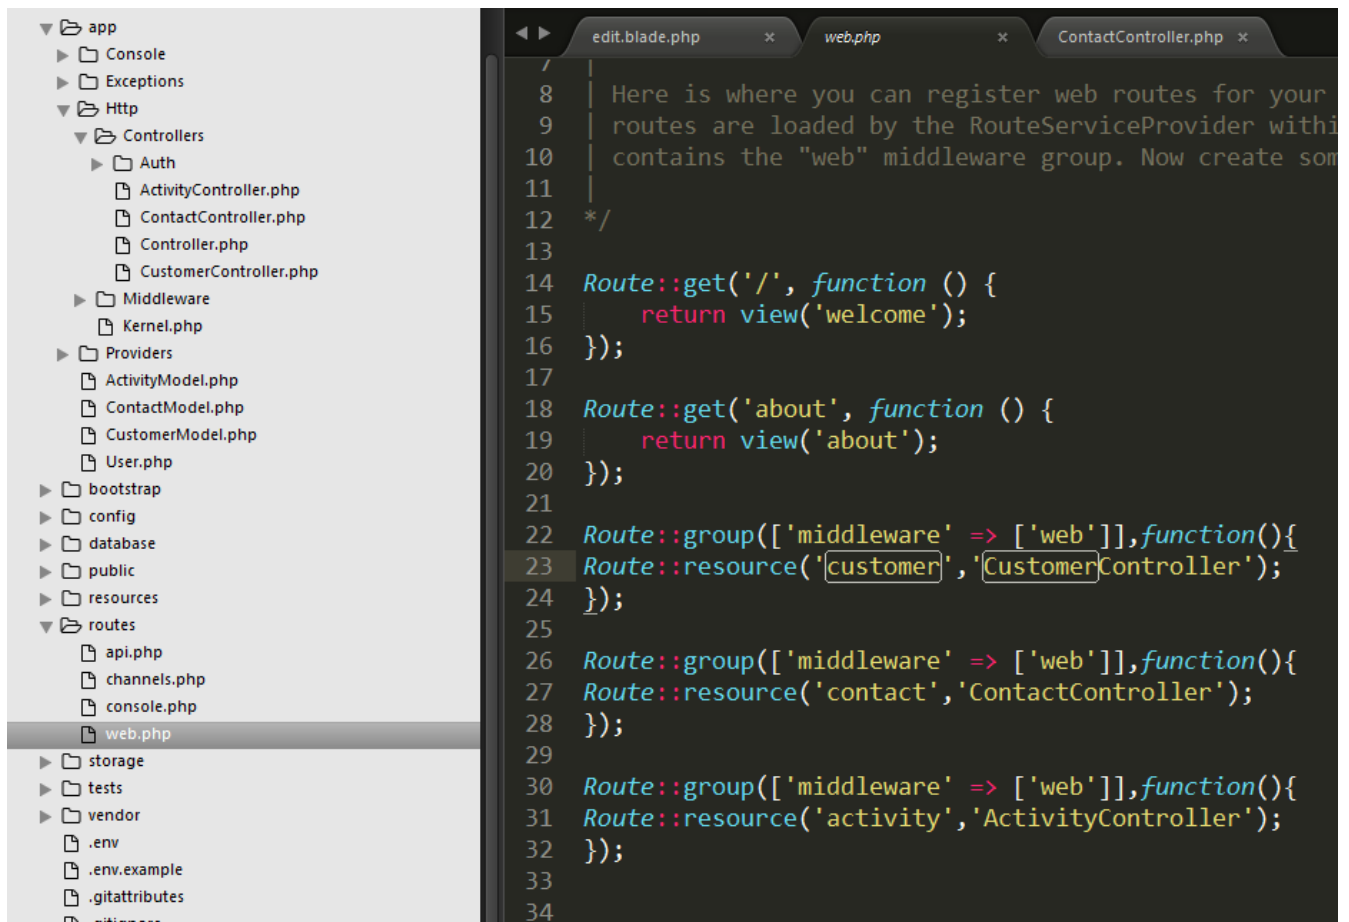 app
Console
Exceptions
Http
Controllers
Auth
ActivityController.php
ContactController.php
Controller.php
CustomerController.php
Middleware
Kernel.php
Providers
ActivityModel.php
ContactModel.php
CustomerModel.php
User.php
bootstrap
config
database
public
resources
routes
api.php
channels.php
console.php
web.php
storage
tests
vendor
.env
.env.example
.gitattributes
.gitignore
edit.blade.php × web.php × ContactController.php ×
7 |
8 | Here is where you can register web routes for your
9 | routes are loaded by the RouteServiceProvider withi
10 | contains the "web" middleware group. Now create som
11 |
12 */
13
14 Route::get('/', function () {
15 return view('welcome');
16 });
17
18 Route::get('about', function () {
19 return view('about');
20 });
21
22 Route::group(['middleware' => ['web']],function(){
23 Route::resource('customer','CustomerController');
24 });
25
26 Route::group(['middleware' => ['web']],function(){
27 Route::resource('contact','ContactController');
28 });
29
30 Route::group(['middleware' => ['web']],function(){
31 Route::resource('activity','ActivityController');
32 });
33
34